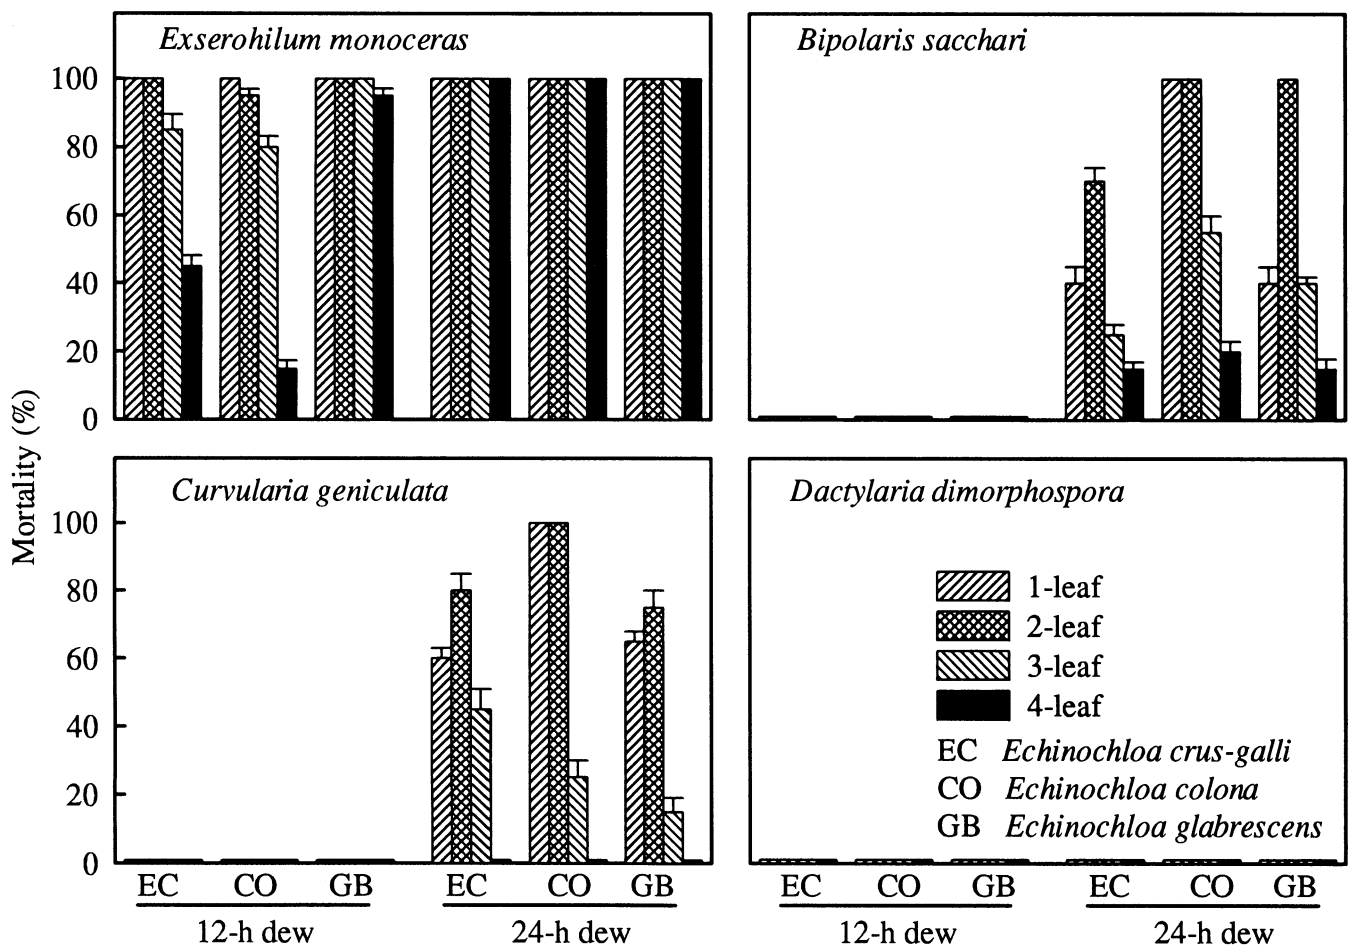 Exserohilum monoceras
Bipolaris sacchari
100
80
60
40
20
0
Mortality (%)
Curvularia geniculata
Dactylaria dimorphospora
100
80
60
40
20
0
1-leaf
2-leaf
3-leaf
4-leaf
EC Echinochloa crus-galli
CO Echinochloa colona
GB Echinochloa glabrescens
EC CO GB EC CO GB
12-h dew 24-h dew
EC CO GB EC CO GB
12-h dew 24-h dew